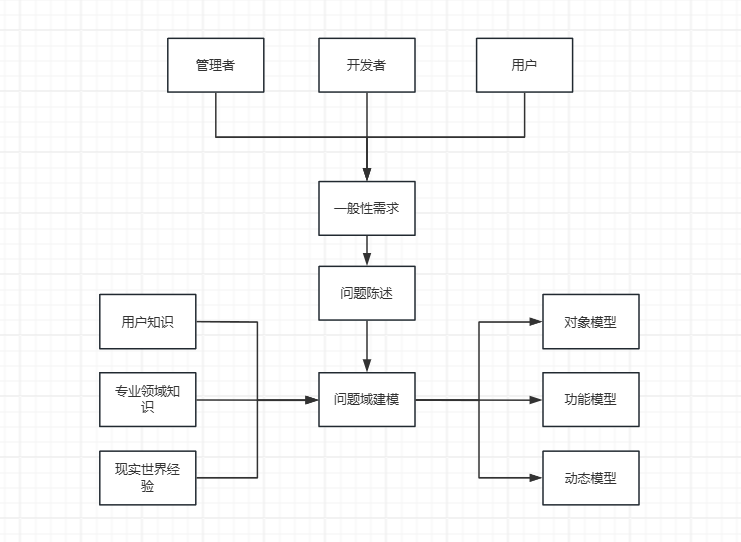 管理者
开发者
用户
一般性需求
问题陈述
用户知识
专业领域知
识
现实世界经
验
问题域建模
对象模型
功能模型
动态模型